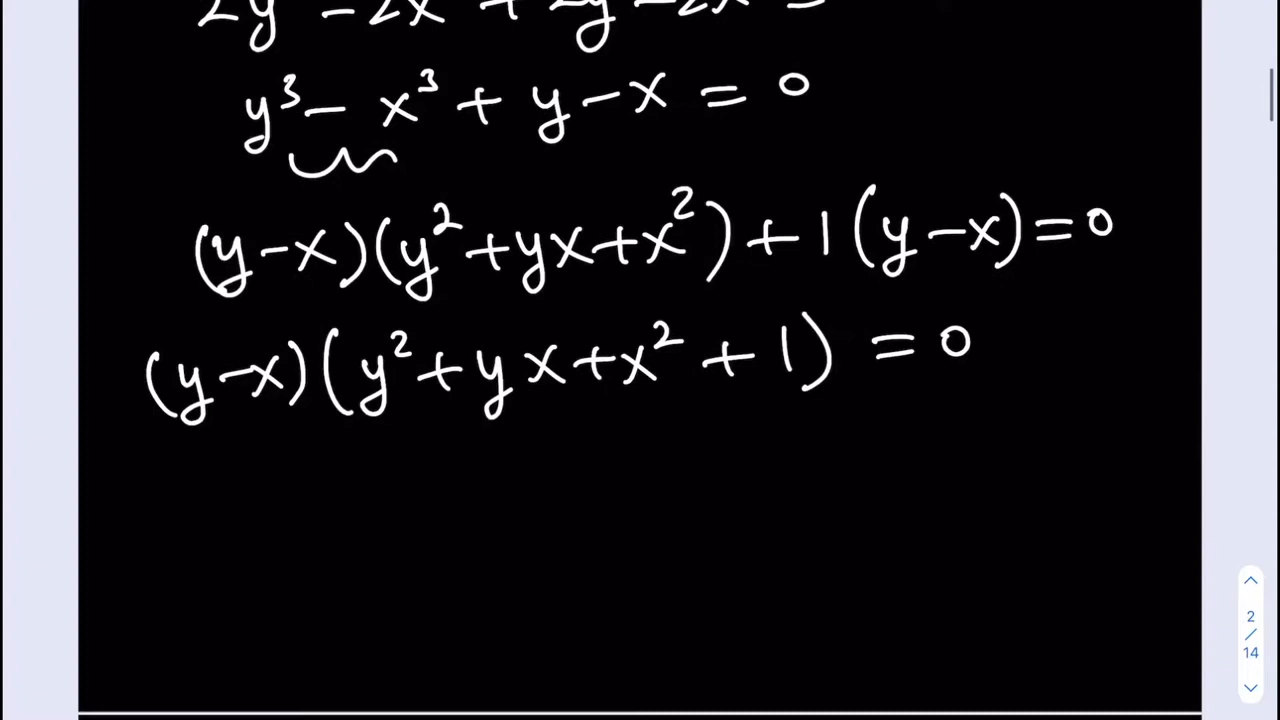 y³ - x³ + y - x = 0
(y-x)(y²+yx+x²)+1(y-x)=0
(y-x)(y²+yx+x²+1)=0
2
/
14